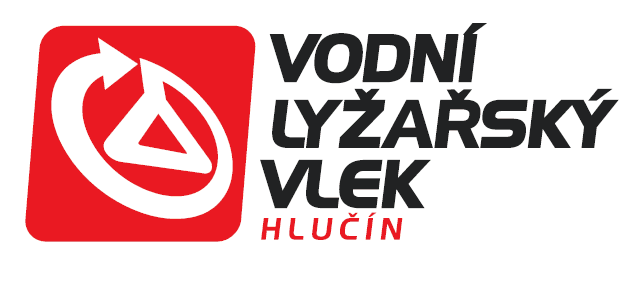 VODNÍ
LYŽAŘSKÝ
VLEK
HLUČÍN